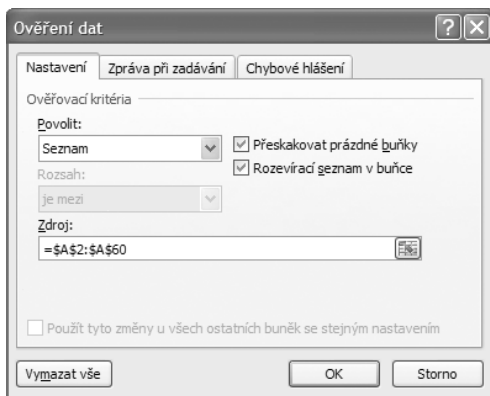 Ověření dat
Nastavení Zpráva při zadávání Chybové hlášení
Ověřovací kritéria
Povolit:
Seznam
Přeskakovat prázdné buňky
Rozevírací seznam v buňce
Rozsah:
je mezi
Zdroj:
=$A$2:$A$60
Použít tyto změny u všech ostatních buněk se stejným nastavením
Vymazat vše OK Storno